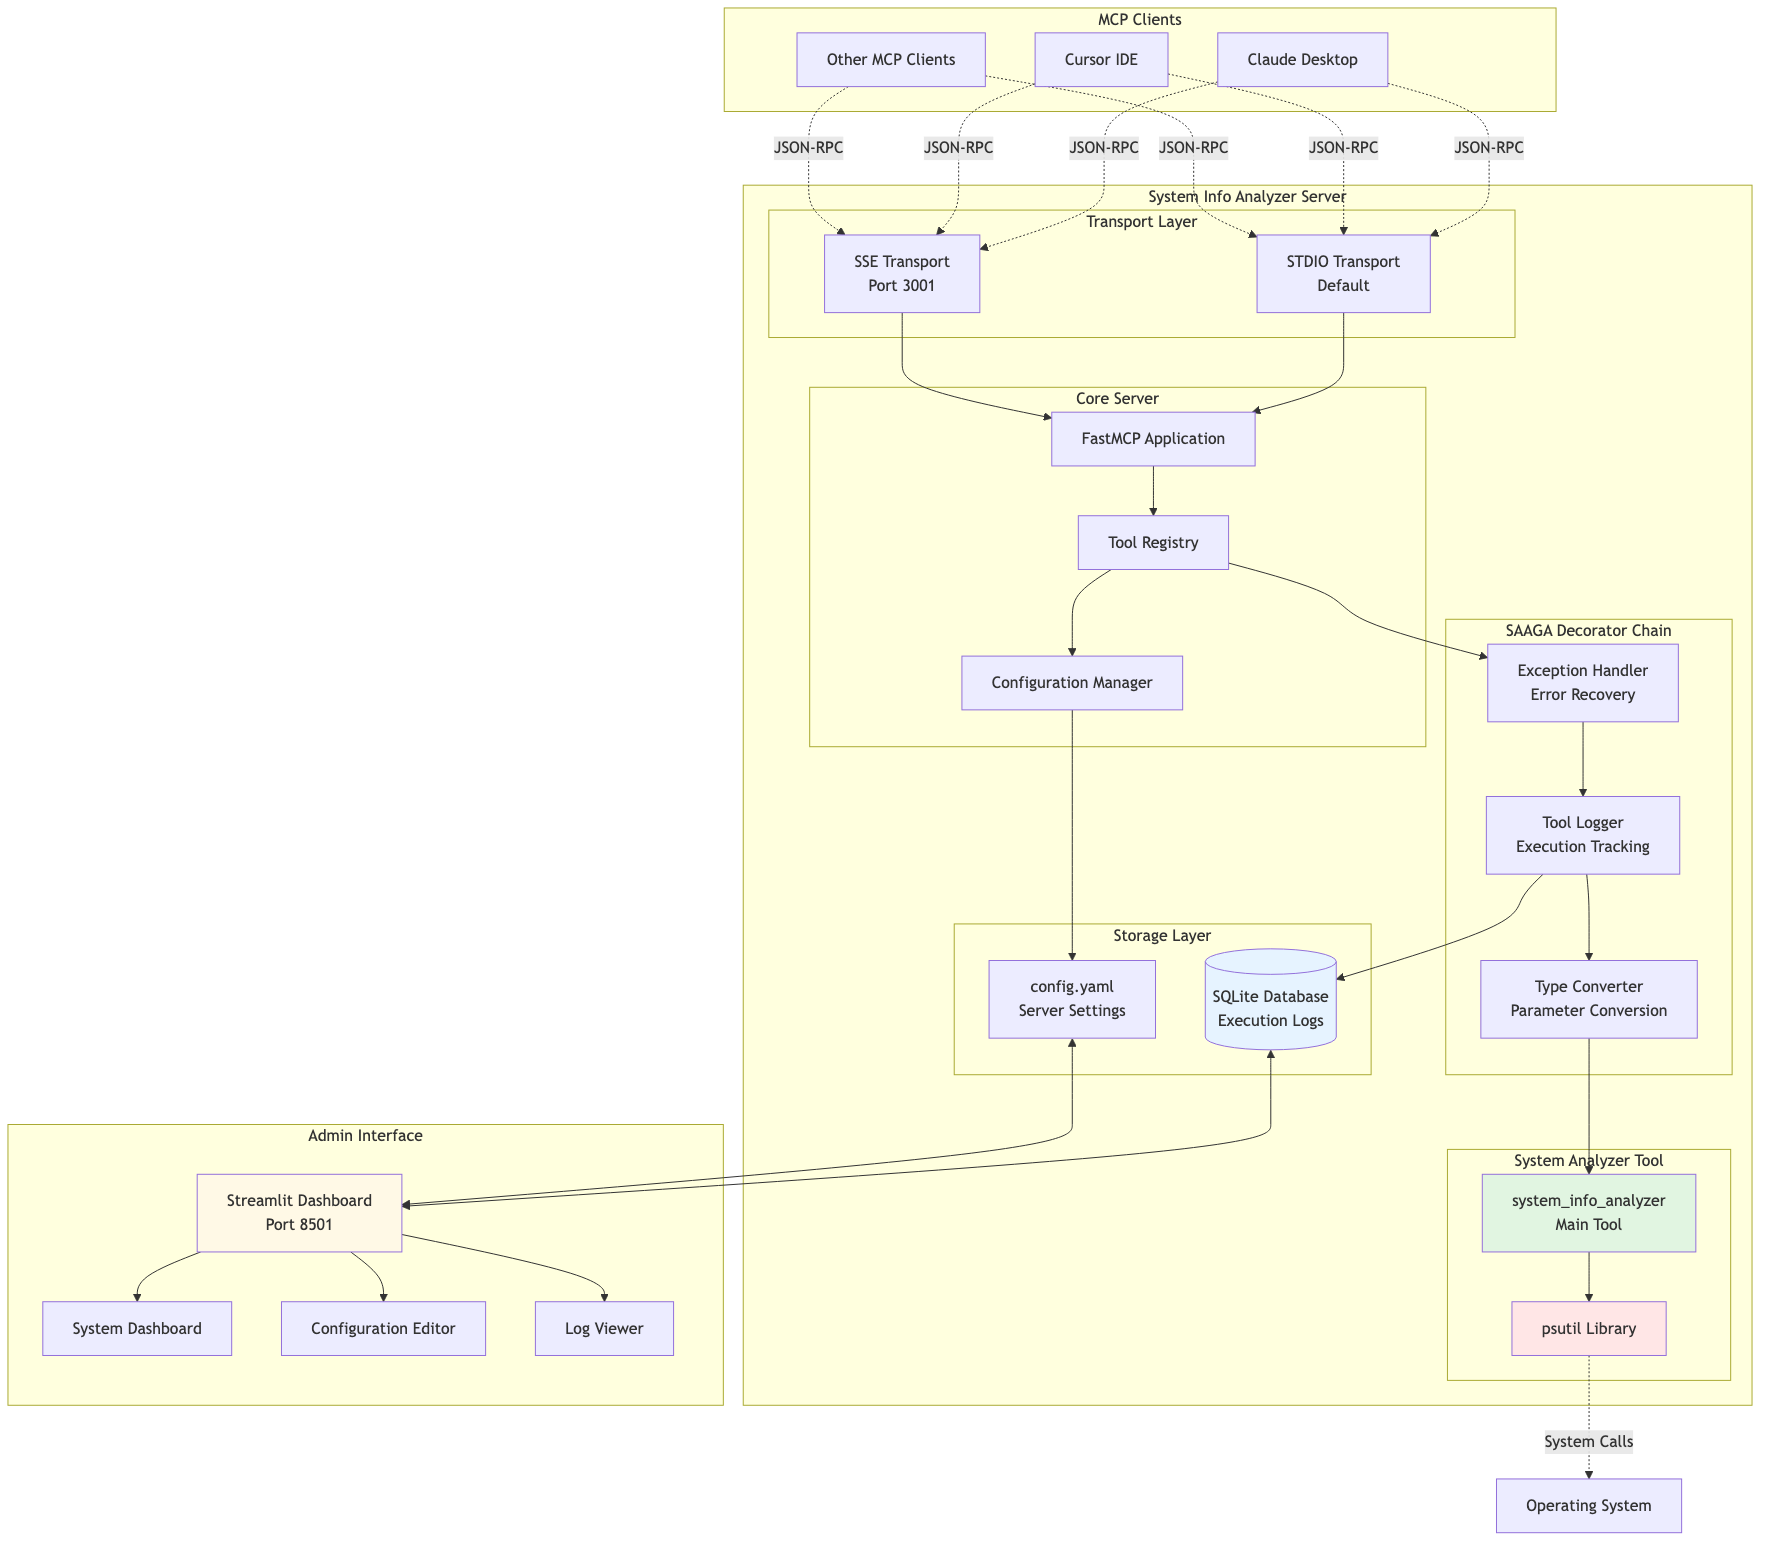 MCP Clients
Other MCP Clients
Cursor IDE
Claude Desktop
JSON-RPC
JSON-RPC
JSON-RPC
JSON-RPC
JSON-RPC
JSON-RPC
System Info Analyzer Server
Transport Layer
SSE Transport
Port 3001
STDIO Transport
Default
Core Server
FastMCP Application
Tool Registry
Configuration Manager
SAAGA Decorator Chain
Exception Handler
Error Recovery
Tool Logger
Execution Tracking
Type Converter
Parameter Conversion
Storage Layer
config.yaml
Server Settings
SQLite Database
Execution Logs
Admin Interface
Streamlit Dashboard
Port 8501
System Dashboard
Configuration Editor
Log Viewer
System Analyzer Tool
system_info_analyzer
Main Tool
psutil Library
System Calls
Operating System